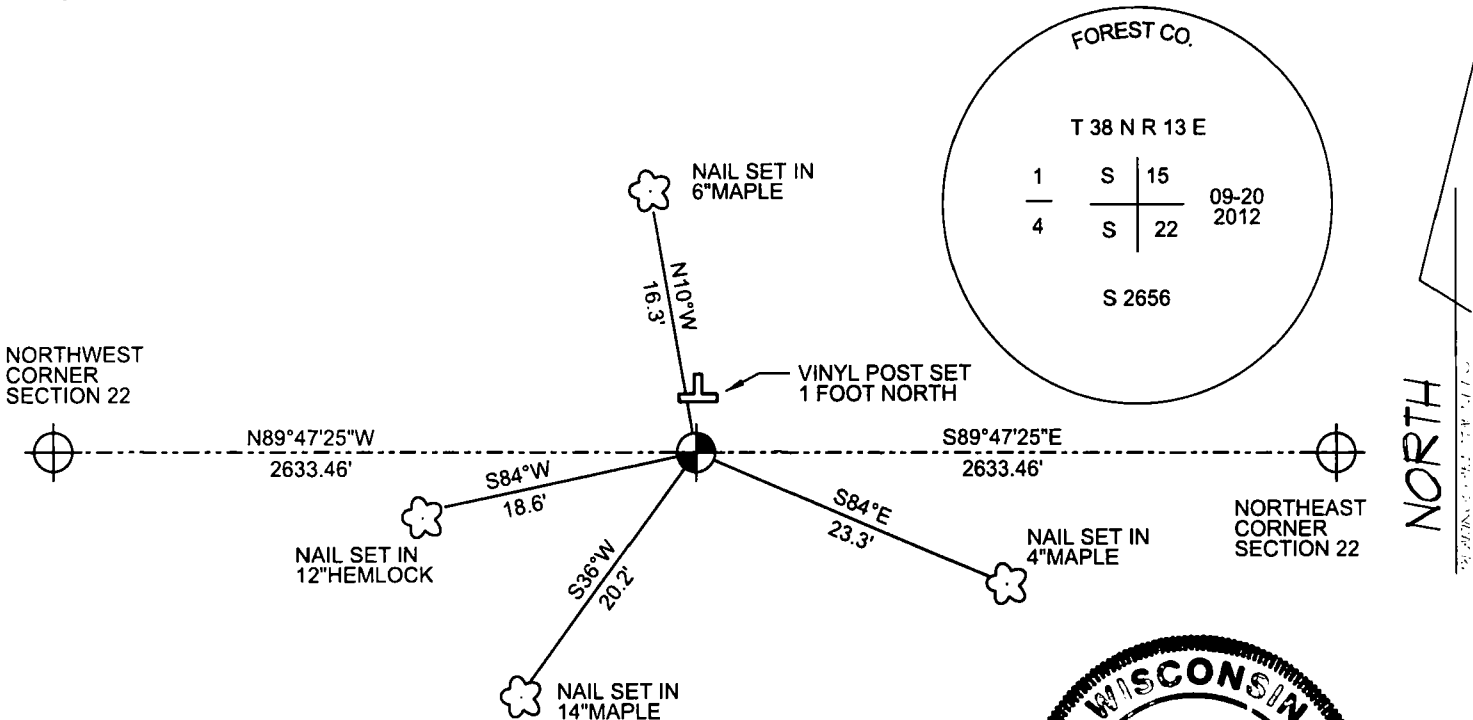 FOREST CO.
T 38 N R 13 E
1 S 15
4 S 22
09-20
2012
S 2656
NAIL SET IN
6"MAPLE
N10°W
16.3'
VINYL POST SET
1 FOOT NORTH
NORTHWEST
CORNER
SECTION 22
N89°47'25"W
2633.46'
S89°47'25"E
2633.46'
NORTHEAST
CORNER
SECTION 22
S84°W
18.6'
NAIL SET IN
12"HEMLOCK
S36°W
20.2'
NAIL SET IN
14"MAPLE
S84°E
23.3'
NAIL SET IN
4"MAPLE
NORTH
WISCONSIN